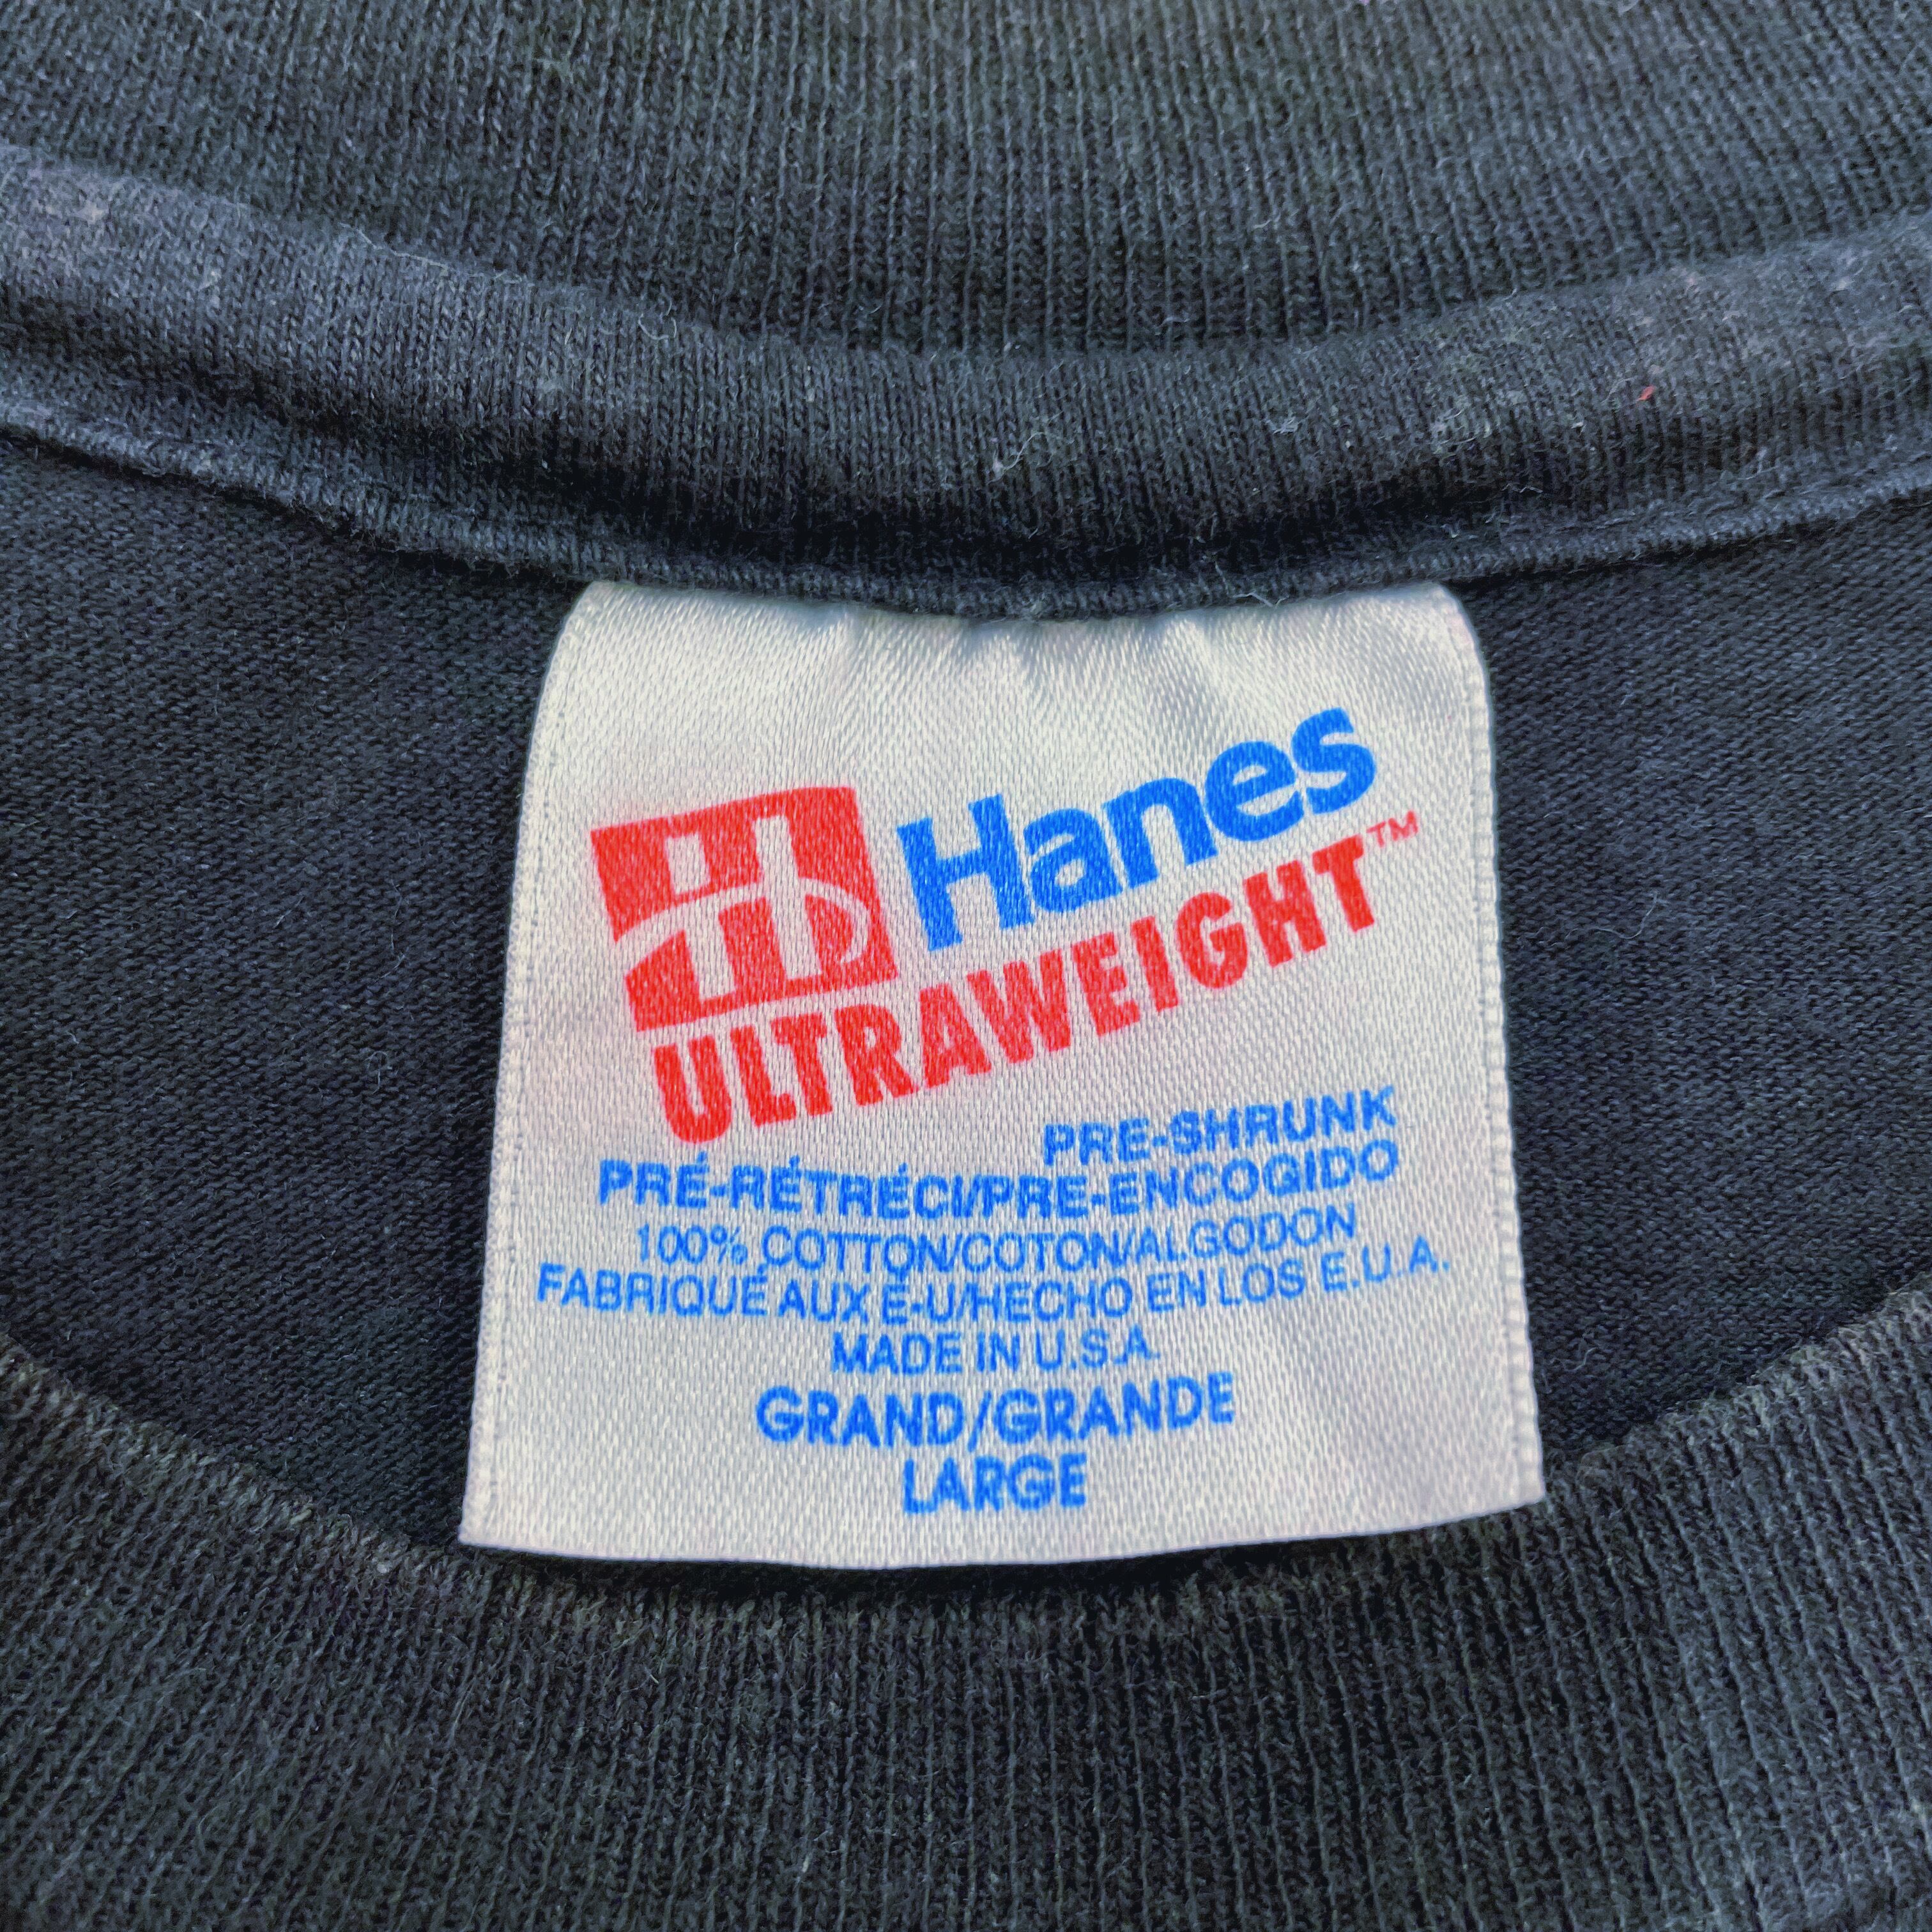 Hanes
ULTRAWEIGHT™
PRE-SHRUNK
PRÉ-RÉTRÉCI/PRE-ENCOGIDO
100% COTTON/COTON/ALGODON
FABRIQUÉ AUX É-U/HECHO EN LOS E.U.A.
MADE IN U.S.A.
GRAND/GRANDE
LARGE